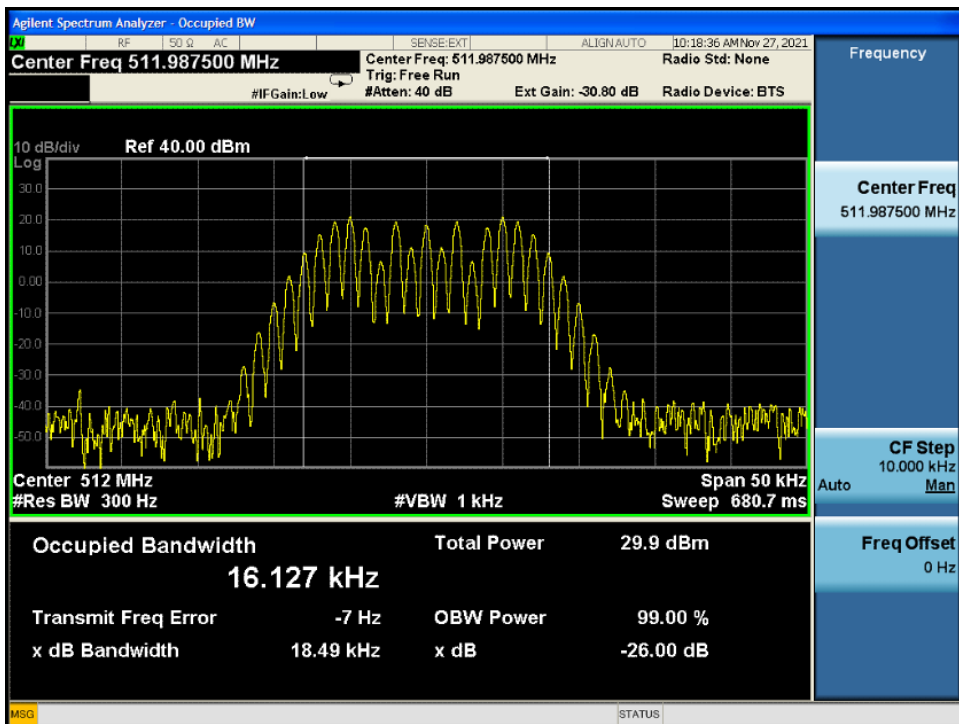 Agilent Spectrum Analyzer - Occupied BW
LXI RF 50 Ω AC SENSE:EXT ALIGNAUTO 10:18:36 AM Nov 27, 2021
Center Freq 511.987500 MHz
Center Freq: 511.987500 MHz
Radio Std: None
Trig: Free Run
#IFGain:Low
#Atten: 40 dB
Ext Gain: -30.80 dB
Radio Device: BTS
10 dB/div
Ref 40.00 dBm
Log
30.0
20.0
10.0
0.00
-10.0
-20.0
-30.0
-40.0
-50.0
Center 512 MHz
Span 50 kHz
#Res BW 300 Hz
#VBW 1 kHz
Sweep 680.7 ms
Occupied Bandwidth
16.127 kHz
Total Power 29.9 dBm
Transmit Freq Error -7 Hz
OBW Power 99.00 %
x dB Bandwidth 18.49 kHz
x dB -26.00 dB
MSG
STATUS
Frequency
Center Freq
511.987500 MHz
CF Step
10.000 kHz
Auto Man
Freq Offset
0 Hz